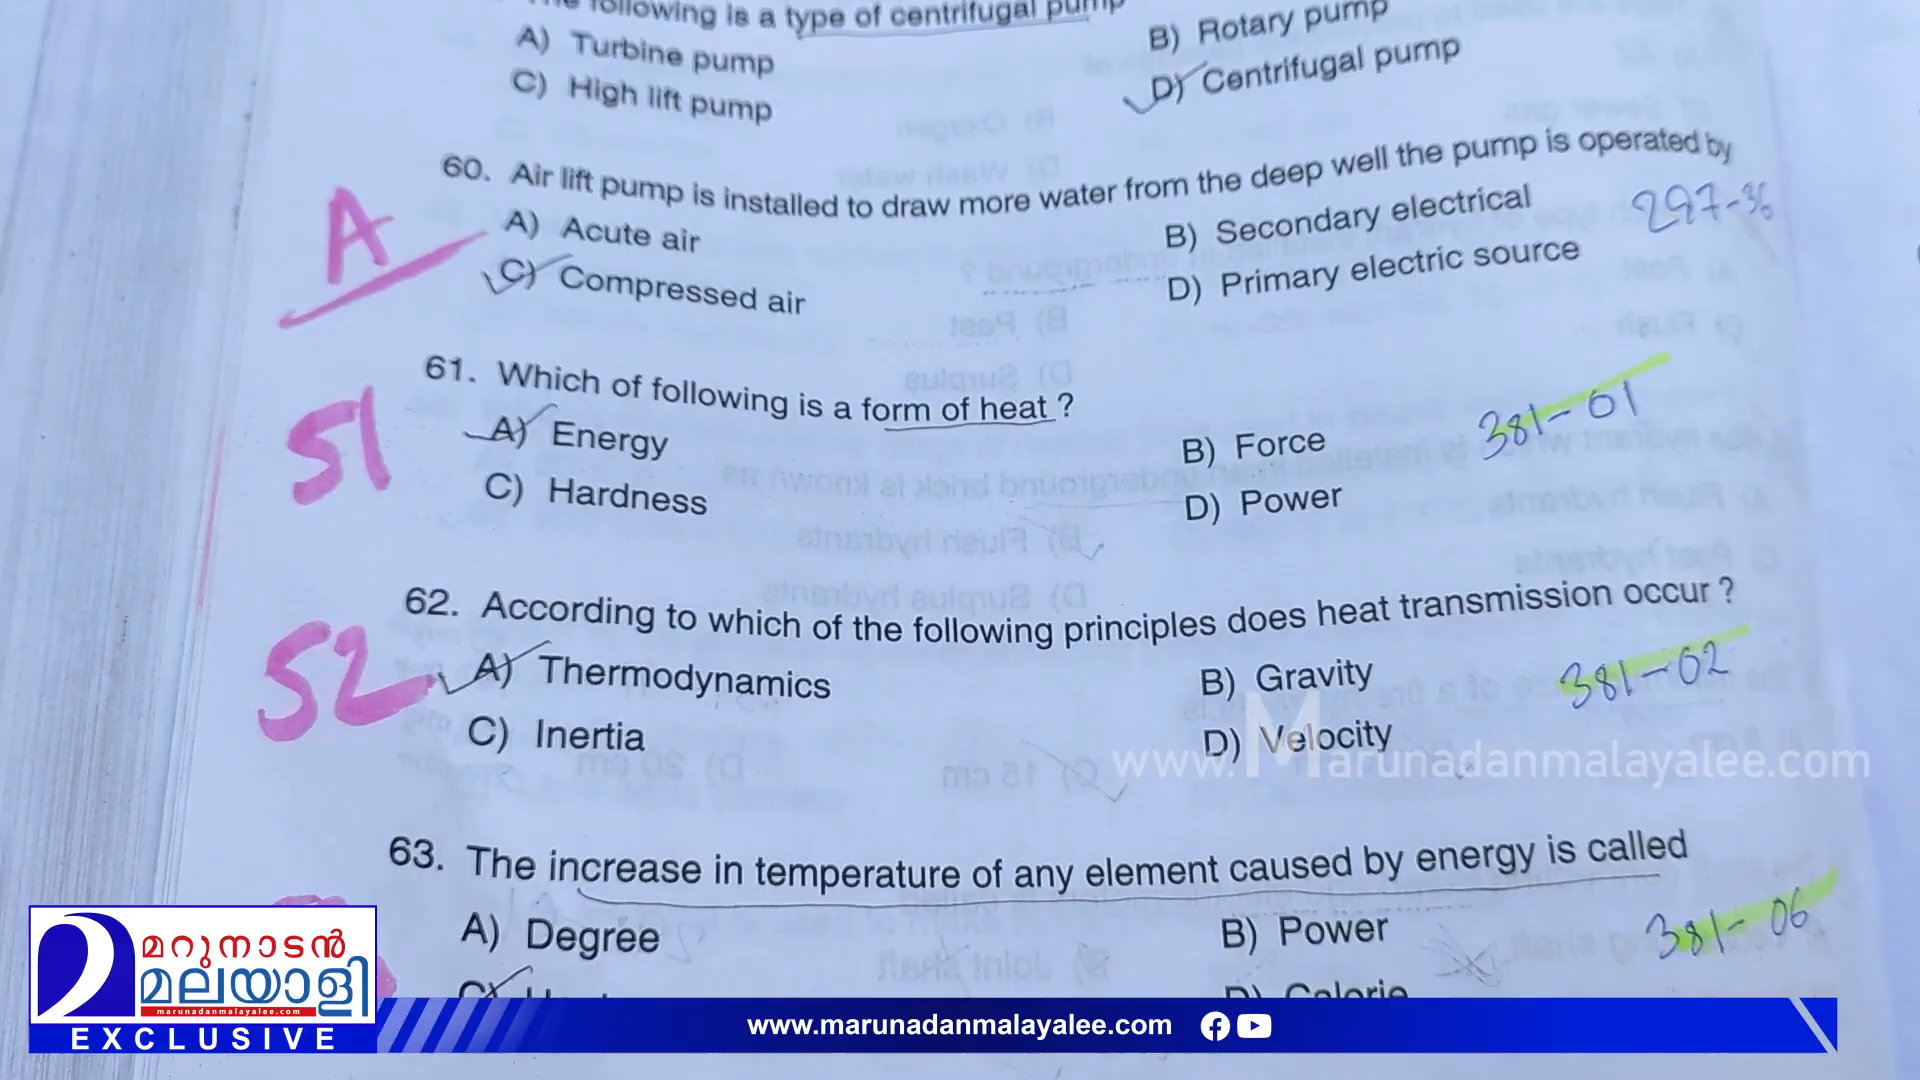 following is a type of centrifugal pump
A) Turbine pump
B) Rotary pump
C) High lift pump
D) Centrifugal pump
60. Air lift pump is installed to draw more water from the deep well the pump is operated by
A) Acute air
B) Secondary electrical
297-36
A
C) Compressed air
D) Primary electric source
61. Which of following is a form of heat ?
381-01
51
A) Energy
B) Force
C) Hardness
D) Power
62. According to which of the following principles does heat transmission occur ?
381-02
52
A) Thermodynamics
B) Gravity
C) Inertia
D) Velocity
www.Marunadanmalayalee.com
63. The increase in temperature of any element caused by energy is called
A) Degree
B) Power
381-06
D) Calorie
മറുനാടൻ
മലയാളി
marunadanmalayalee.com
EXCLUSIVE
www.marunadanmalayalee.com